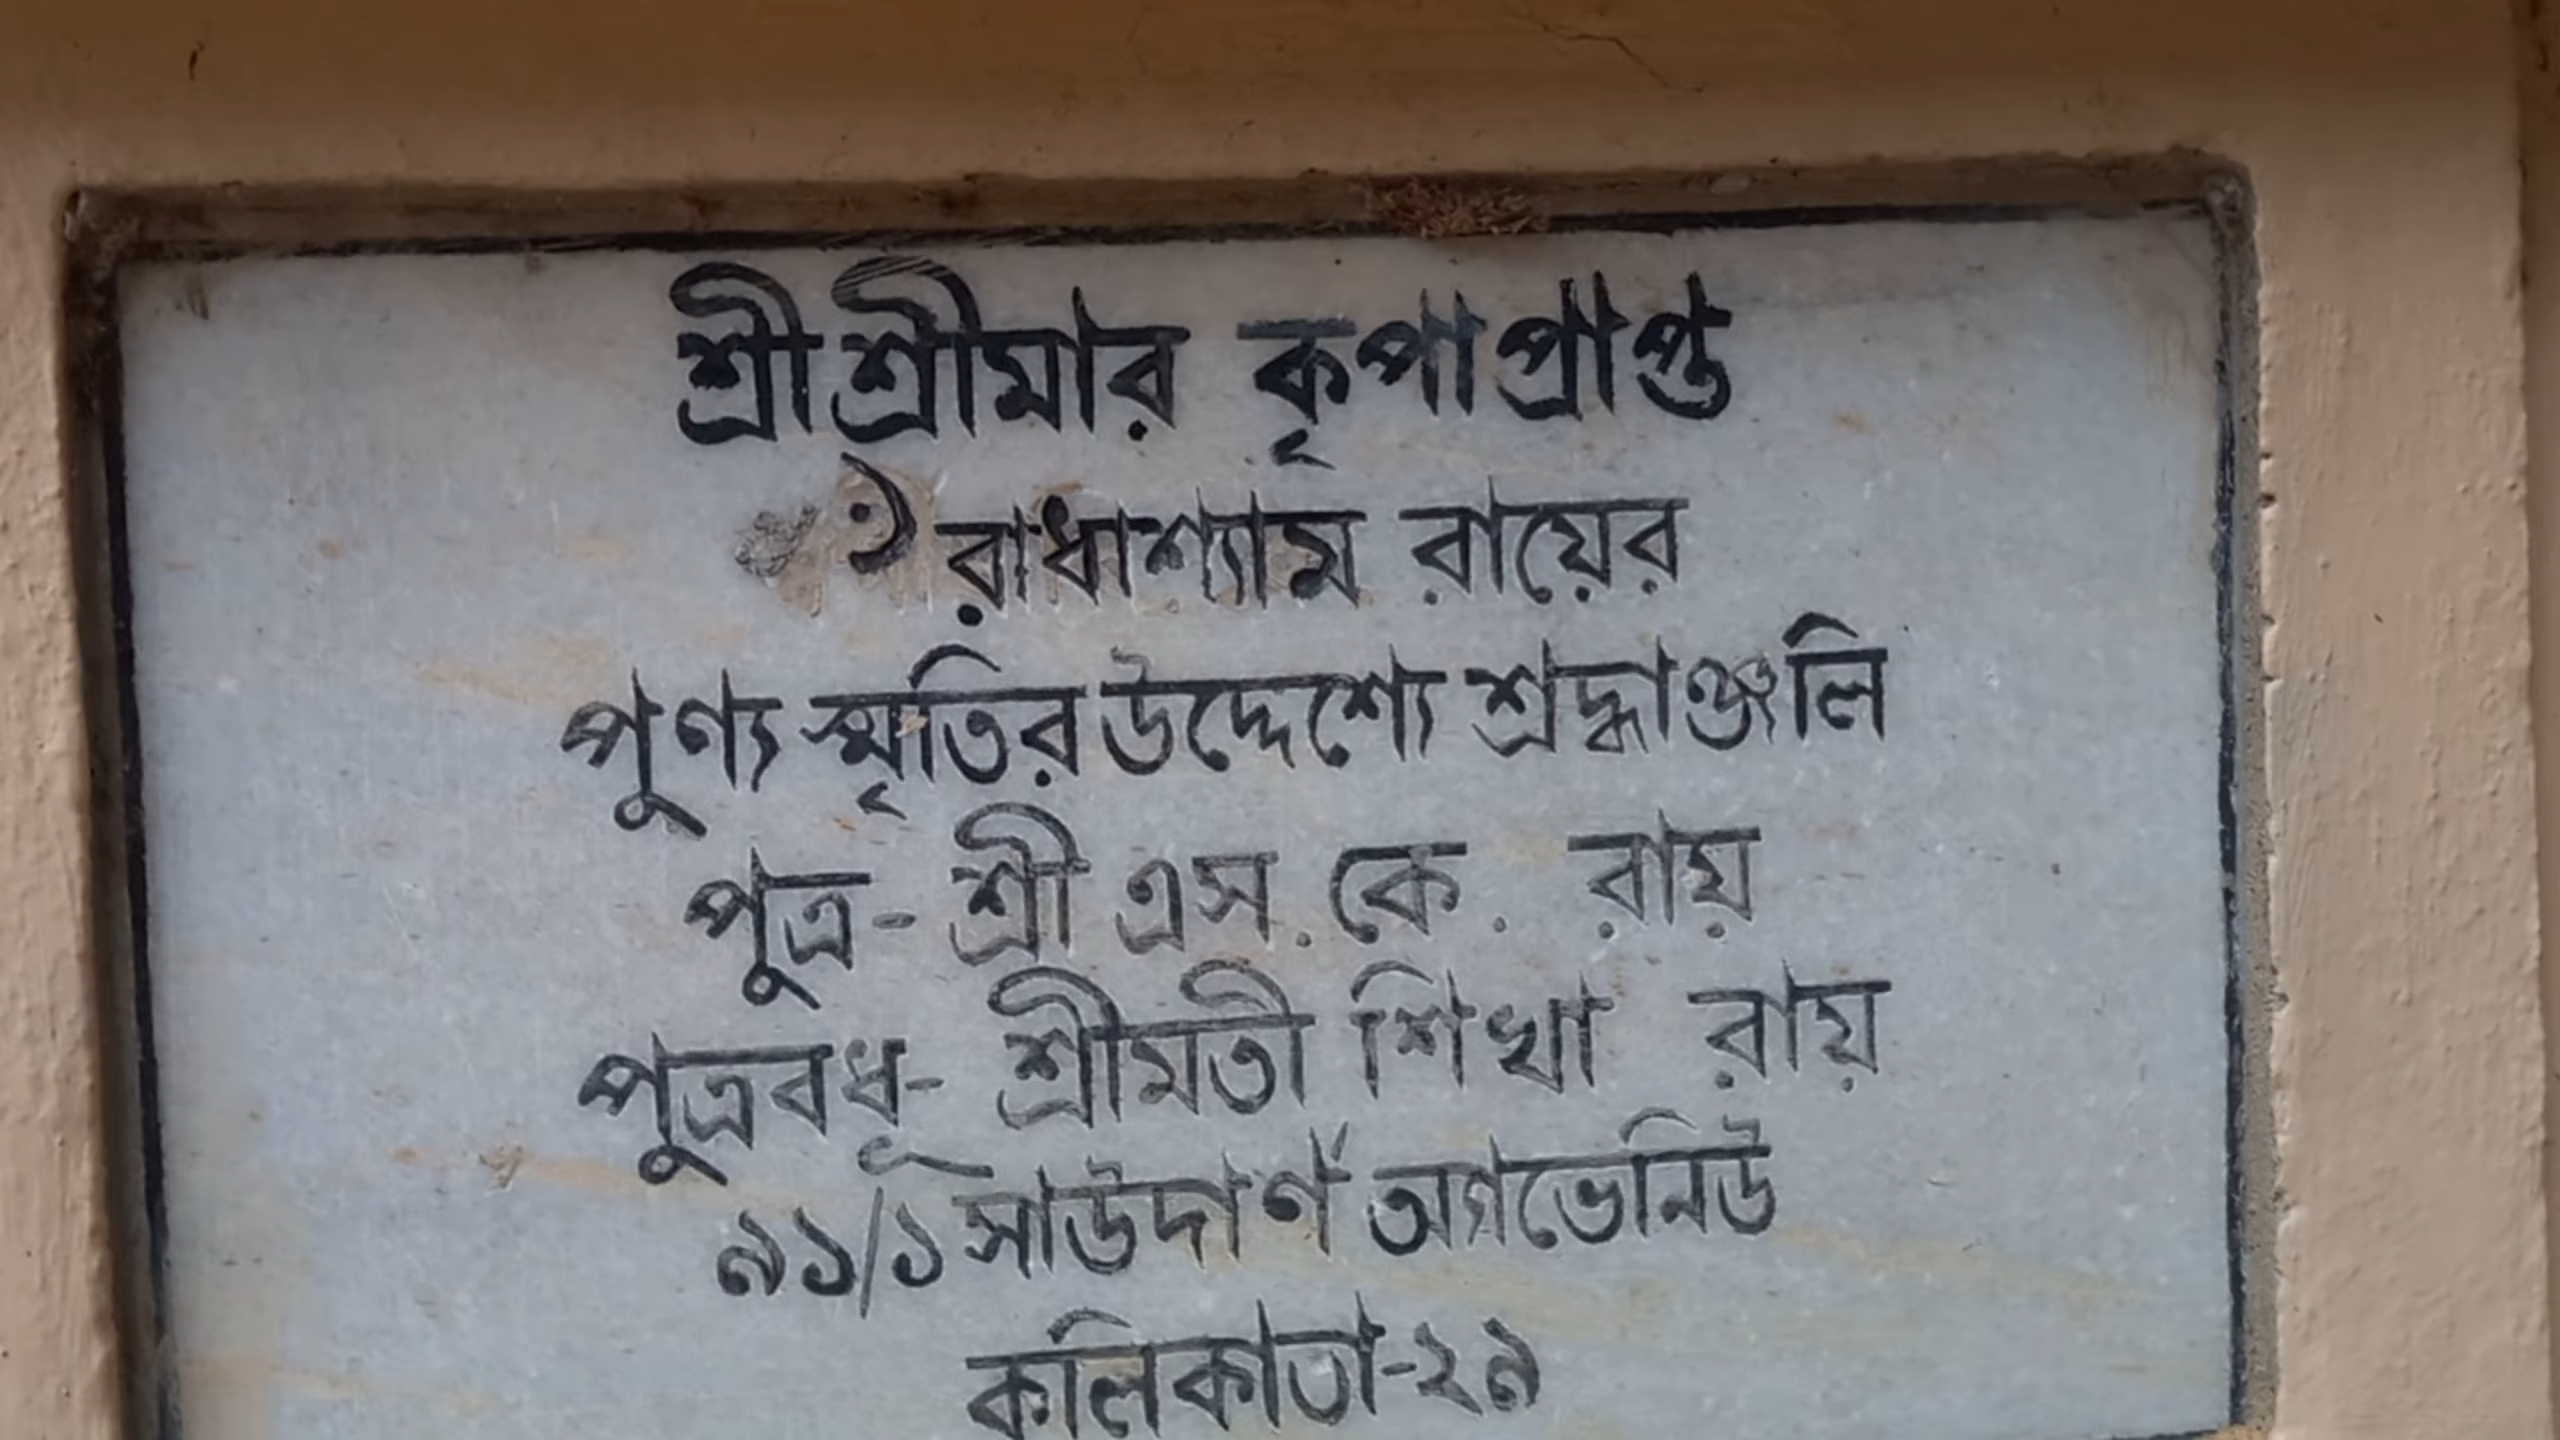 শ্রীশ্রীমার কৃপাপ্রাপ্ত
ঁরাধাশ্যাম রায়ের
পুণ্য স্মৃতির উদ্দেশ্যে শ্রদ্ধাঞ্জলি
পুত্র- শ্রী এস. কে. রায়
পুত্রবধূ- শ্রীমতী শিখা রায়
৯১/১ সাউদার্ণ অ্যাভেনিউ
কলিকাতা-২৯